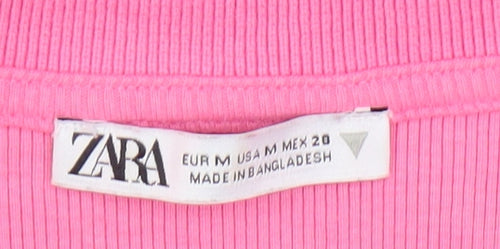 ZARA
EUR M USA M MEX 28
MADE IN BANGLADESH